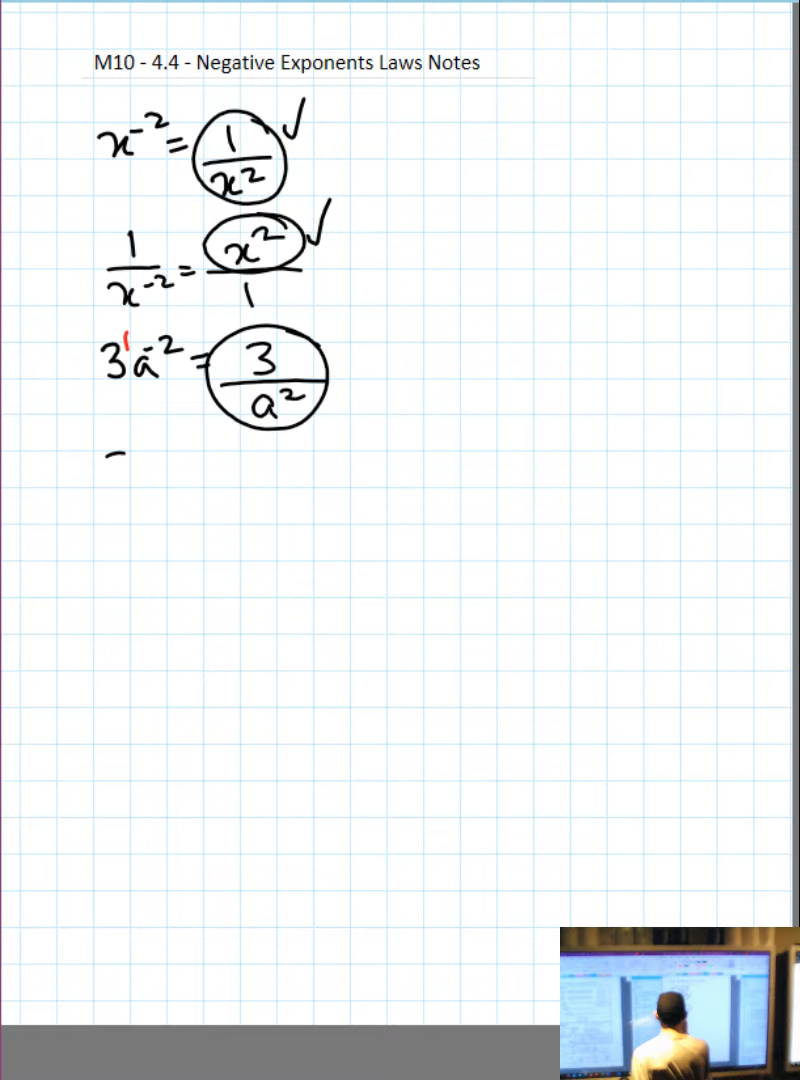 M10 - 4.4 - Negative Exponents Laws Notes
x⁻² = 1/x² ✓
1/x⁻² = x²/1 ✓
3¹a⁻² = 3/a²
–